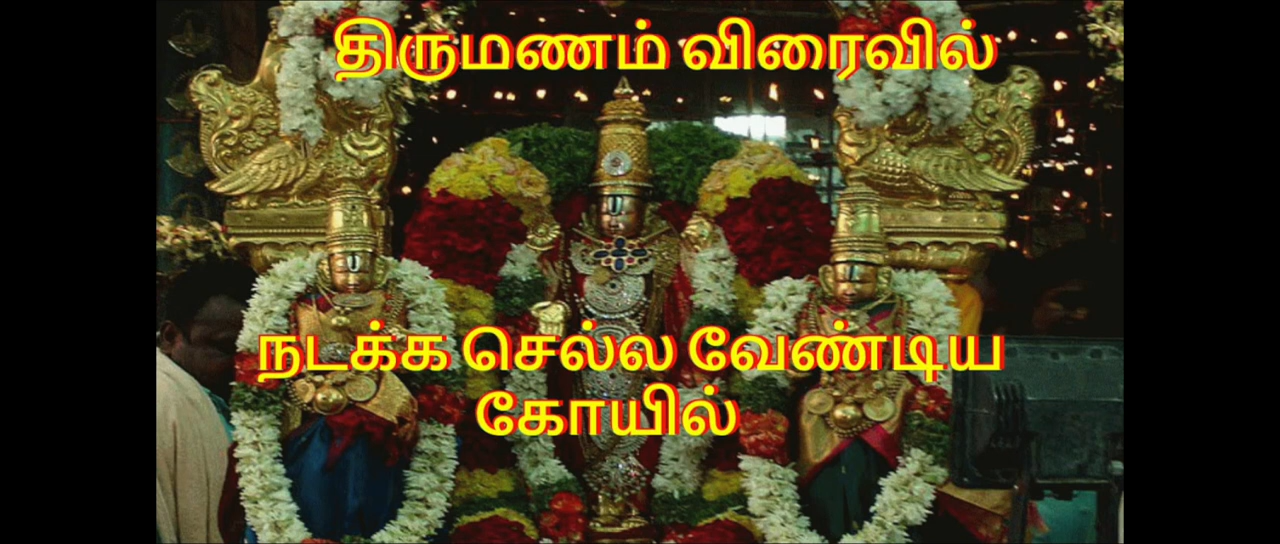 திருமணம் விரைவில்
நடக்க செல்ல வேண்டிய
கோயில்